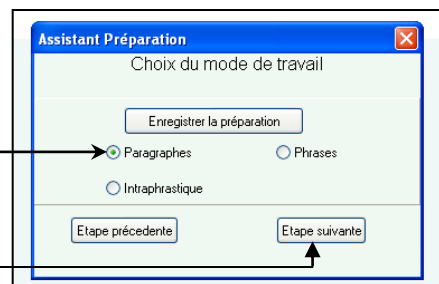 Assistant Préparation
Choix du mode de travail
Enregistrer la préparation
Paragraphes Phrases
Intraphrastique
Etape précedente Etape suivante